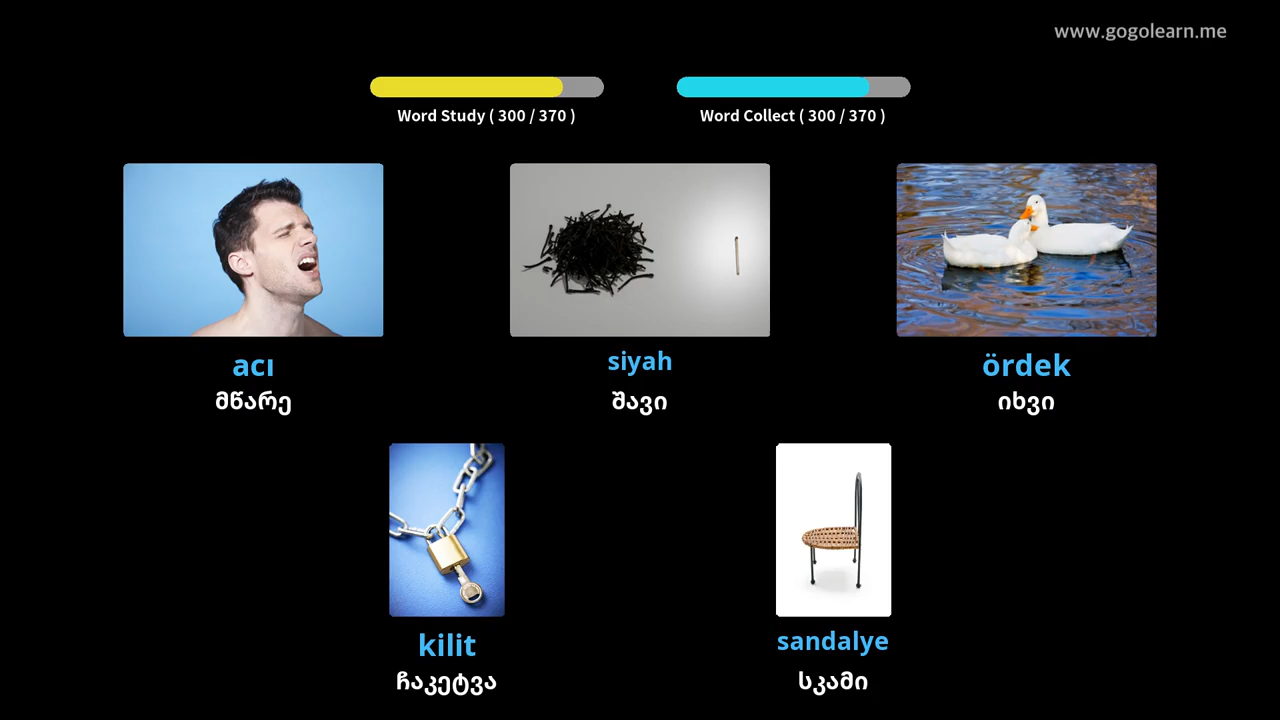 www.gogolearn.me
Word Study ( 300 / 370 )
Word Collect ( 300 / 370 )
acı
მწარე
siyah
შავი
ördek
იხვი
kilit
ჩაკეტვა
sandalye
სკამი